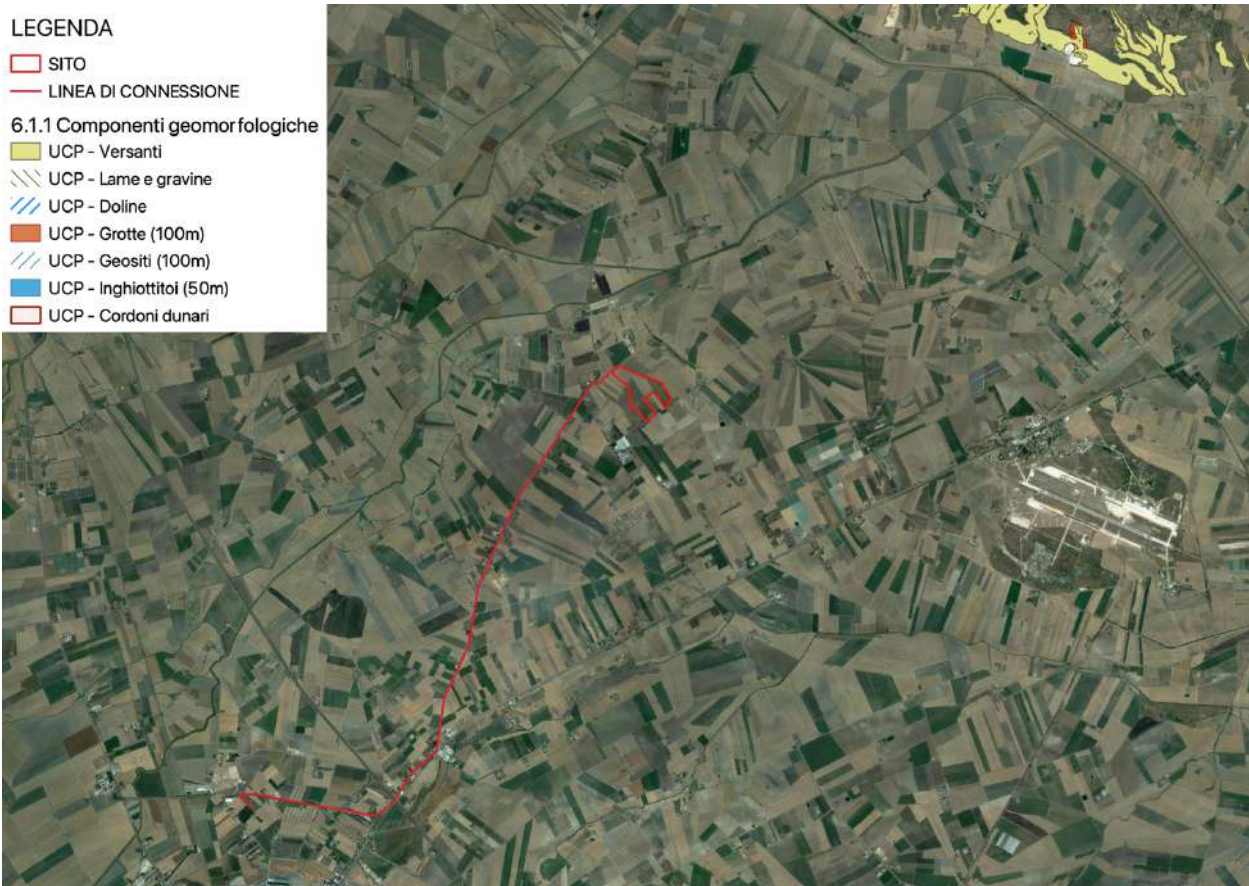 LEGENDA
SITO
LINEA DI CONNESSIONE
6.1.1 Componenti geomorfologiche
UCP - Versanti
UCP - Lame e gravine
UCP - Doline
UCP - Grotte (100m)
UCP - Geositi (100m)
UCP - Inghiottitoi (50m)
UCP - Cordoni dunari